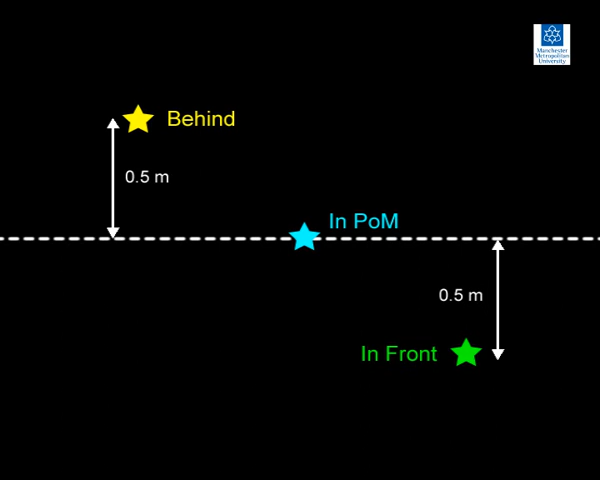 Manchester
Metropolitan
University
Behind
0.5 m
In PoM
0.5 m
In Front